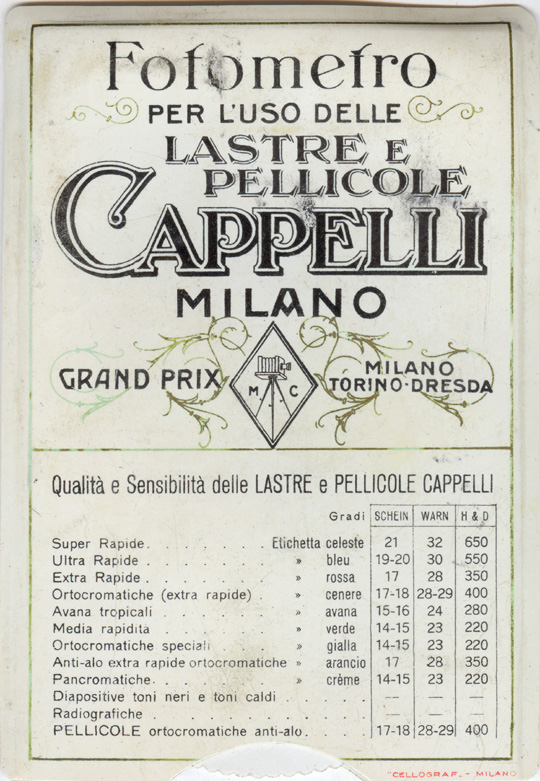 Fotometro
PER L'USO DELLE
LASTRE E
PELLICOLE
CAPPELLI
MILANO
GRAND PRIX
M. C
MILANO
TORINO-DRESDA
Qualità e Sensibilità delle LASTRE e PELLICOLE CAPPELLI
Gradi SCHEIN WARN H & D
Super Rapide. . . . . . . Etichetta celeste 21 32 650
Ultra Rapide . . . . . . . » bleu 19-20 30 550
Extra Rapide . . . . . . . » rossa 17 28 350
Ortocromatiche (extra rapide) . » cenere 17-18 28-29 400
Avana tropicali . . . . . . » avana 15-16 24 280
Media rapidità . . . . . . » verde 14-15 23 220
Ortocromatiche speciali . . . . » gialla 14-15 23 220
Anti-alo extra rapide ortocromatiche » arancio 17 28 350
Pancromatiche. . . . . . . » crème 14-15 23 220
Diapositive toni neri e toni caldi . . . . . — — —
Radiografiche . . . . . . . . . . — — —
PELLICOLE ortocromatiche anti-alo. . . . . 17-18 28-29 400
"CELLOGRAF. - MILANO